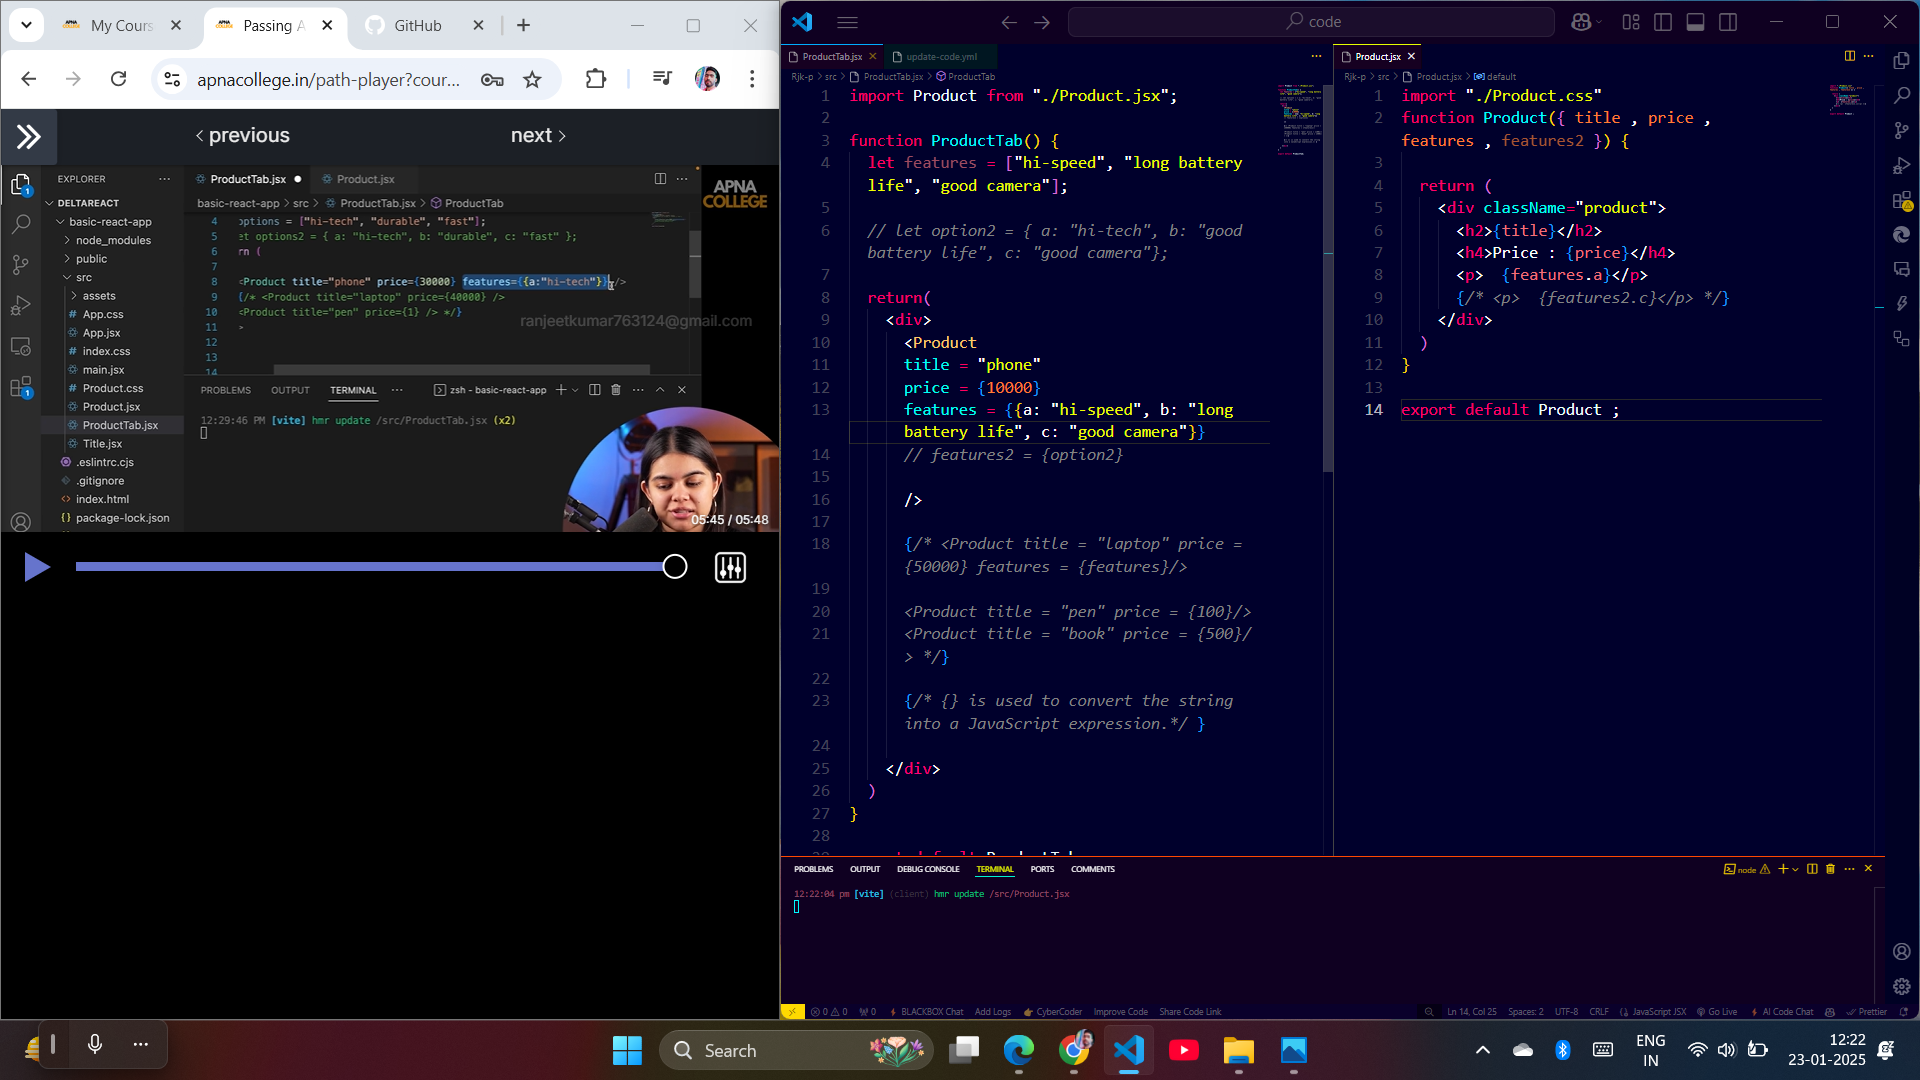 My Cours
Passing A
GitHub
apnacollege.in/path-player?cour...
previous
next
EXPLORER
DELTAREACT
basic-react-app
node_modules
public
src
assets
App.css
App.jsx
index.css
main.jsx
Product.css
Product.jsx
ProductTab.jsx
Title.jsx
.eslintrc.cjs
.gitignore
index.html
package-lock.json
ProductTab.jsx
Product.jsx
basic-react-app > src > ProductTab.jsx > ProductTab
APNA
COLLEGE
4 options = ["hi-tech", "durable", "fast"];
5 et options2 = { a: "hi-tech", b: "durable", c: "fast" };
6 rn (
7
8 <Product title="phone" price={30000} features={{a:"hi-tech"}} />
9 {/* <Product title="laptop" price={40000} />
10 <Product title="pen" price={1} /> */}
11 >
12
13
14
ranjeetkumar763124@gmail.com
PROBLEMS OUTPUT TERMINAL ... zsh - basic-react-app
12:29:46 PM [vite] hmr update /src/ProductTab.jsx (x2)
05:45 / 05:48
code
ProductTab.jsx
update-code.yml
Rjk-p > src > ProductTab.jsx > ProductTab
1 import Product from "./Product.jsx";
2
3 function ProductTab() {
4 let features = ["hi-speed", "long battery
life", "good camera"];
5
6 // let option2 = { a: "hi-tech", b: "good
battery life", c: "good camera"};
7
8 return(
9 <div>
10 <Product
11 title = "phone"
12 price = {10000}
13 features = {{a: "hi-speed", b: "long
battery life", c: "good camera"}}
14 // features2 = {option2}
15
16 />
17
18 {/* <Product title = "laptop" price =
{50000} features = {features}/>
19
20 <Product title = "pen" price = {100}/>
21 <Product title = "book" price = {500}/
> */}
22
23 {/* {} is used to convert the string
into a JavaScript expression.*/ }
24
25 </div>
26 )
27 }
28
Product.jsx
Rjk-p > src > Product.jsx > default
1 import "./Product.css"
2 function Product({ title , price ,
features , features2 }) {
3
4 return (
5 <div className="product">
6 <h2>{title}</h2>
7 <h4>Price : {price}</h4>
8 <p> {features.a}</p>
9 {/* <p> {features2.c}</p> */}
10 </div>
11 )
12 }
13
14 export default Product ;
PROBLEMS OUTPUT DEBUG CONSOLE TERMINAL PORTS COMMENTS
node
12:22:04 pm [vite] (client) hmr update /src/Product.jsx
0 0 0 BLACKBOX Chat Add Logs CyberCoder Improve Code Share Code Link
Ln 14, Col 25 Spaces: 2 UTF-8 CRLF JavaScript JSX Go Live AI Code Chat Prettier
Search
ENG
IN
12:22
23-01-2025